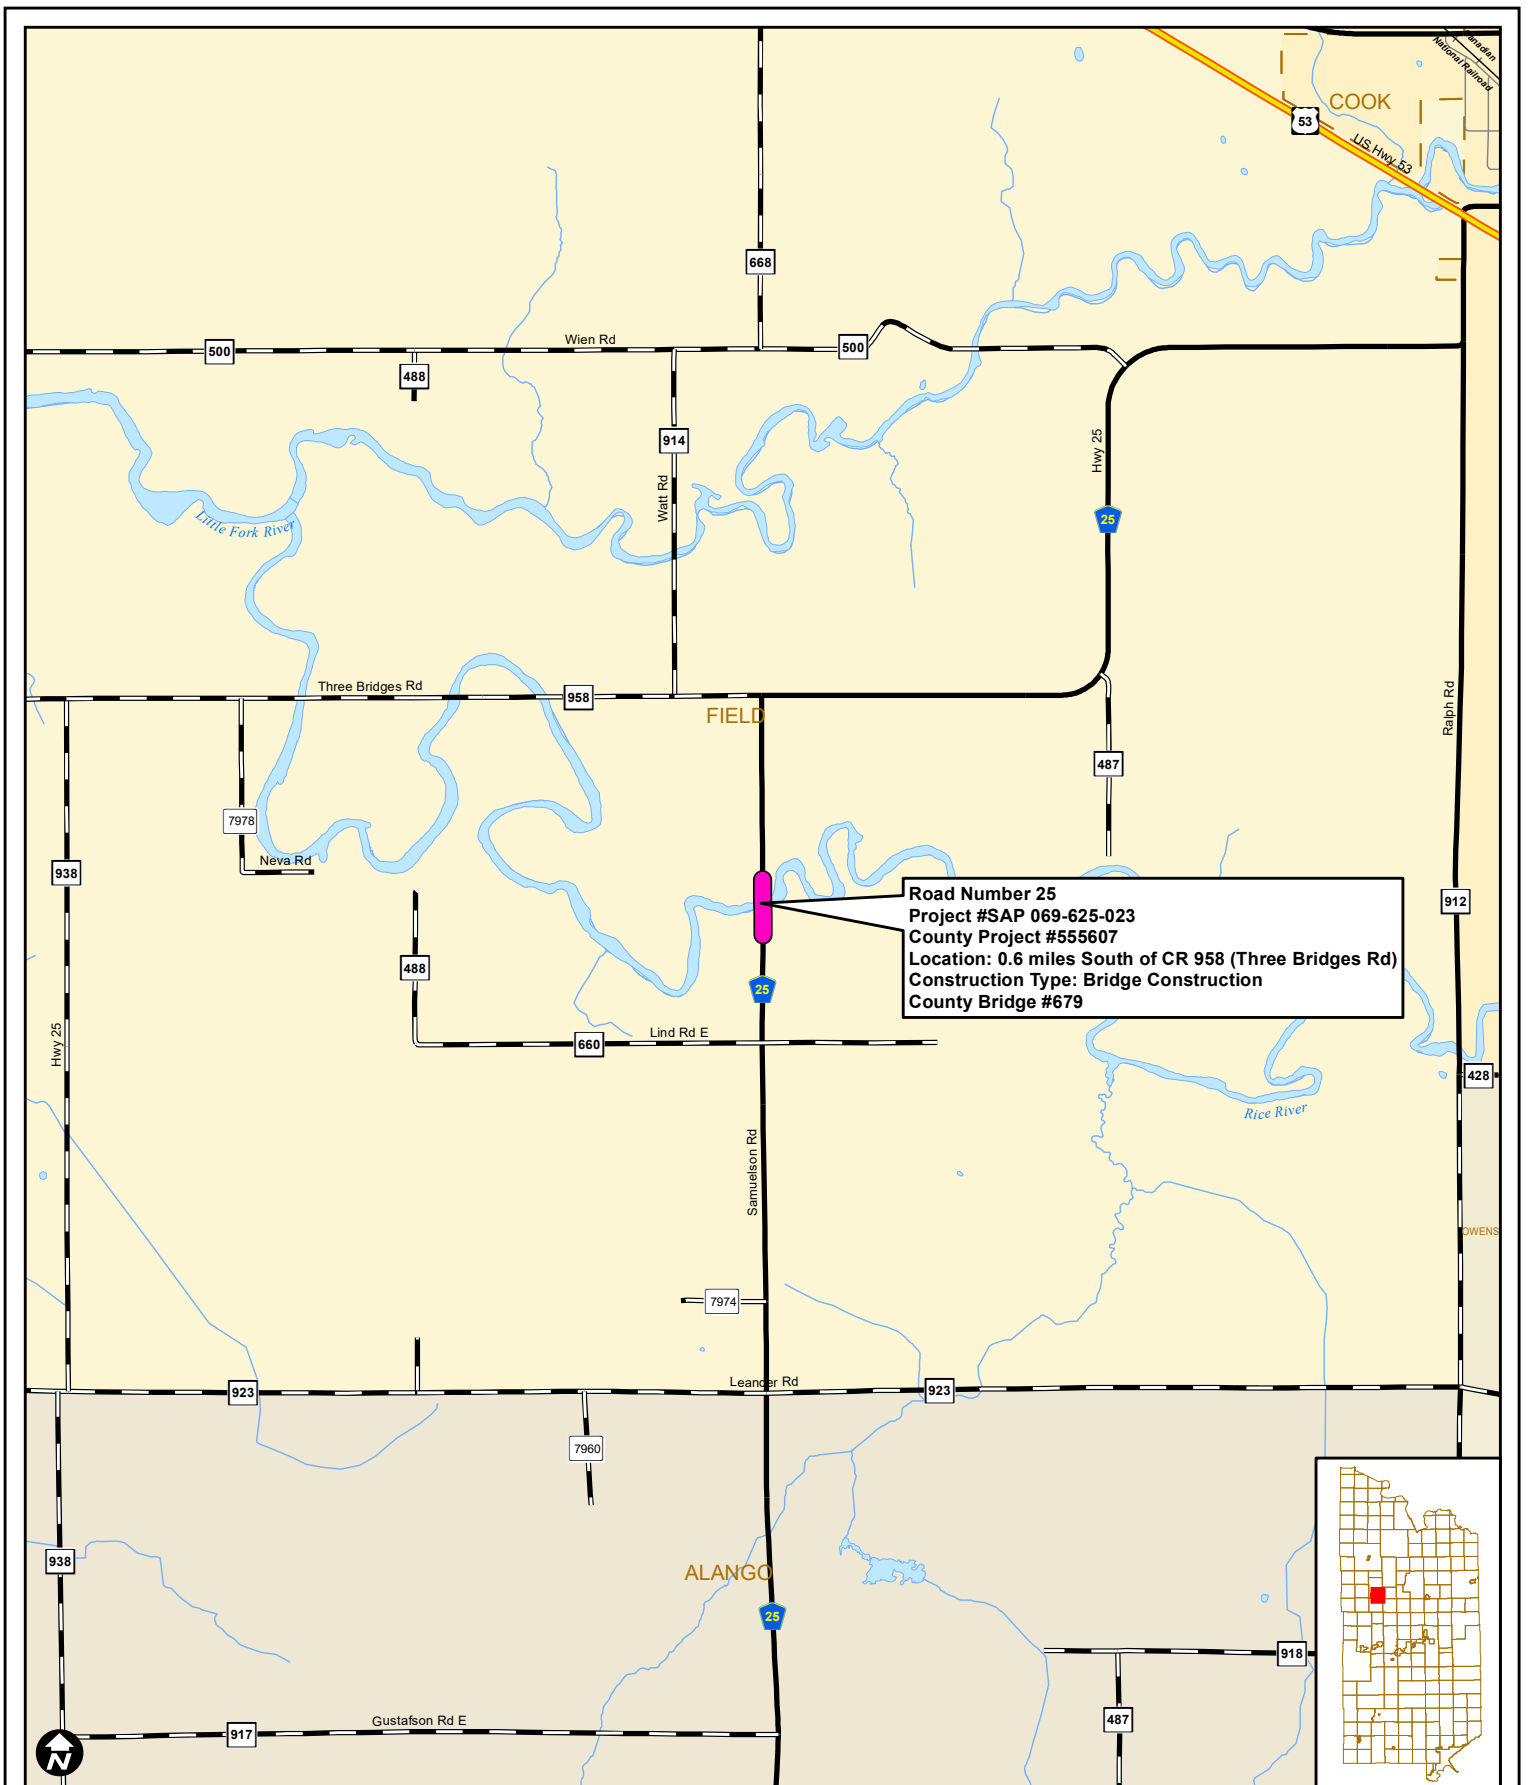 Canadian
National Railroad
COOK
53
US Hwy 53
668
Wien Rd
500
500
488
914
Watt Rd
Hwy 25
25
Little Fork River
Three Bridges Rd
958
FIELD
Ralph Rd
487
7978
Neva Rd
938
Road Number 25
Project #SAP 069-625-023
County Project #555607
Location: 0.6 miles South of CR 958 (Three Bridges Rd)
Construction Type: Bridge Construction
County Bridge #679
912
488
25
Hwy 25
Lind Rd E
660
428
Rice River
Samuelson Rd
OWENS
7974
Leander Rd
923
923
7960
938
ALANGO
25
918
Gustafson Rd E
917
487
N